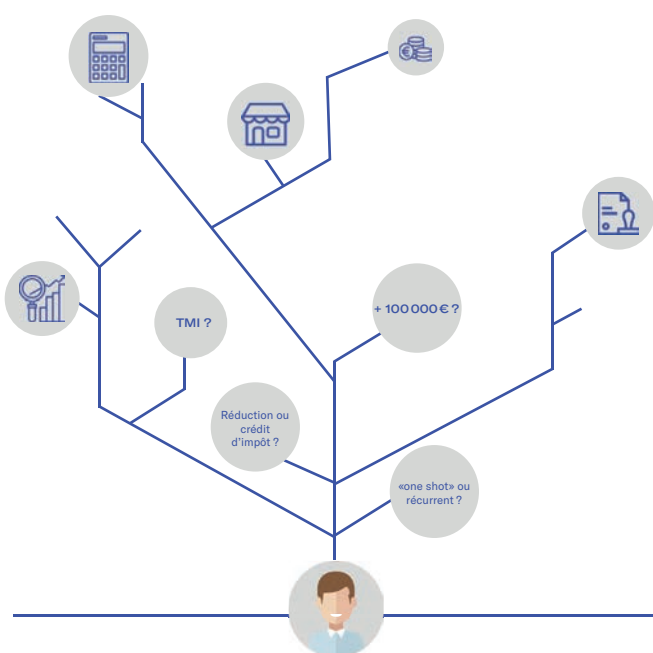 + 100 000 € ?
TMI ?
Réduction ou
crédit
d'impôt ?
«one shot» ou
récurrent ?